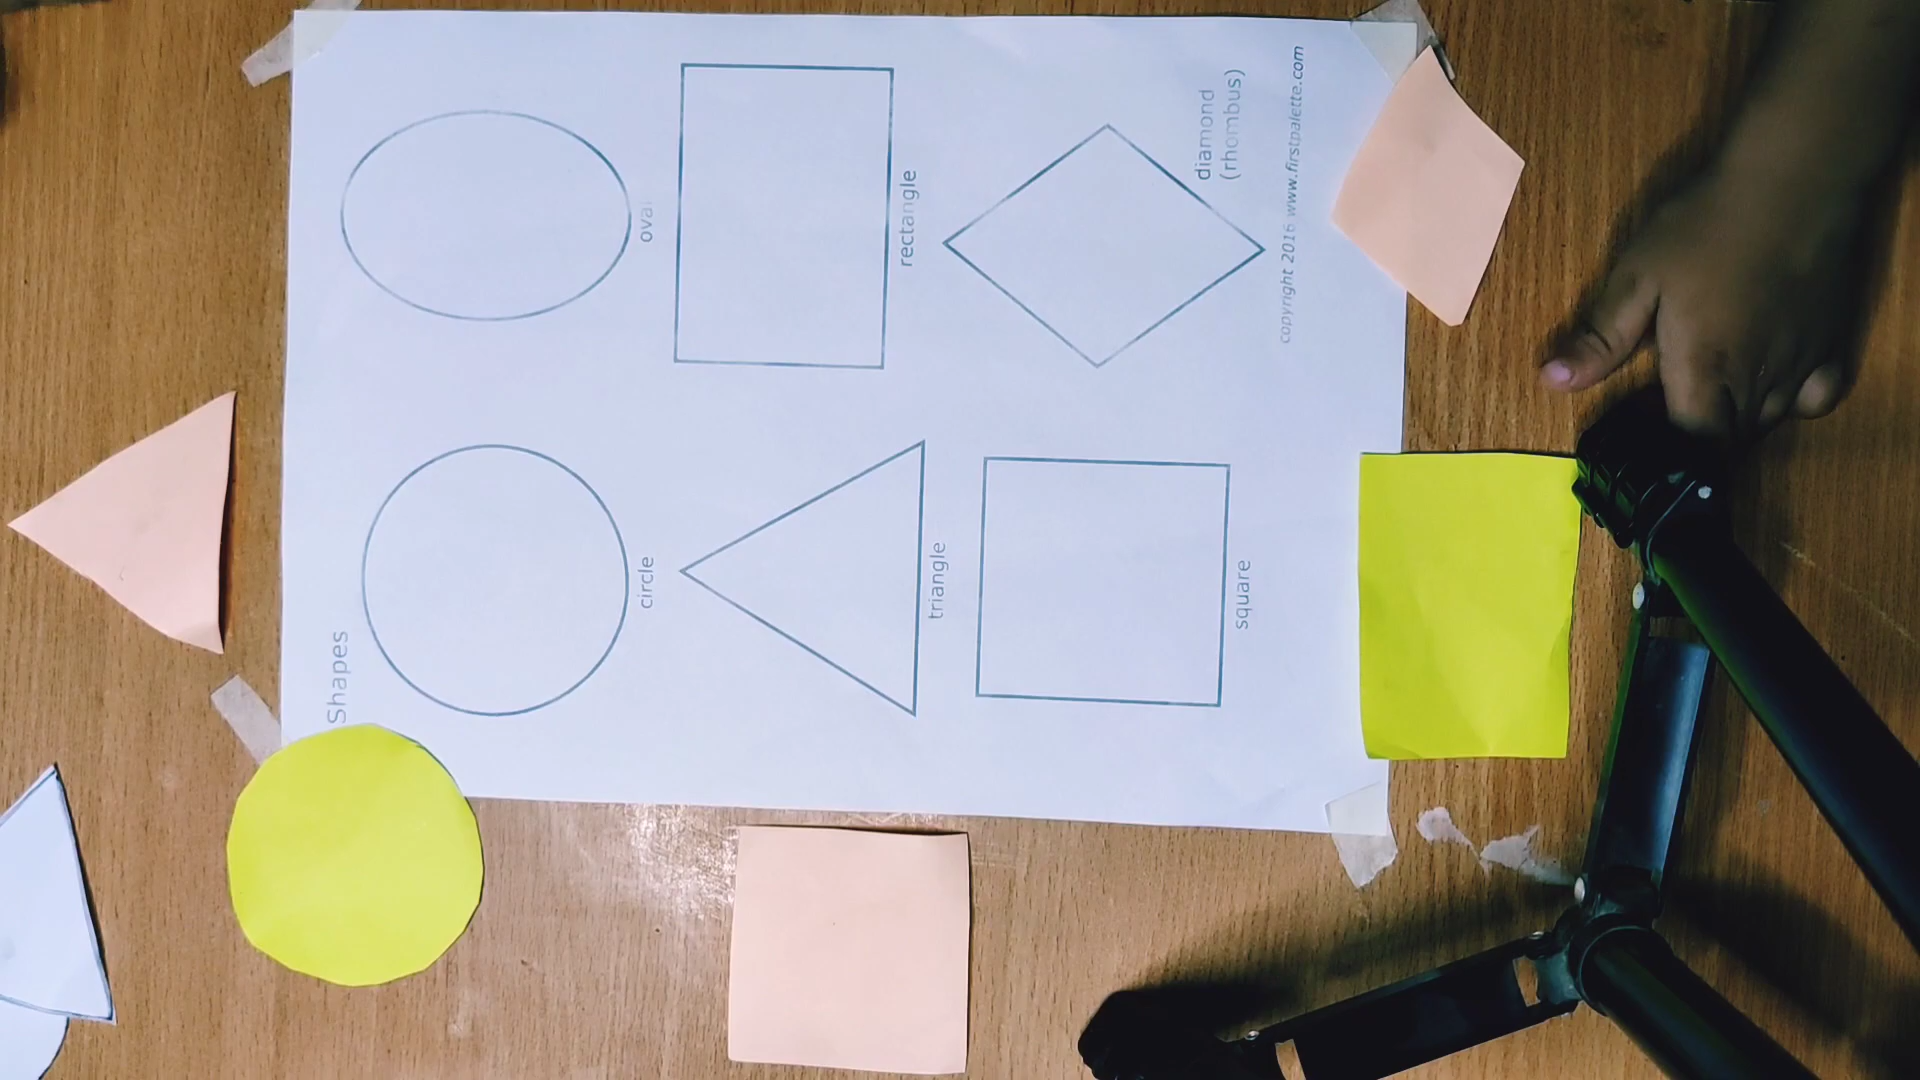 Shapes
circle
oval
triangle
rectangle
square
diamond
(rhombus)
copyright 2016 www.firstpalette.com